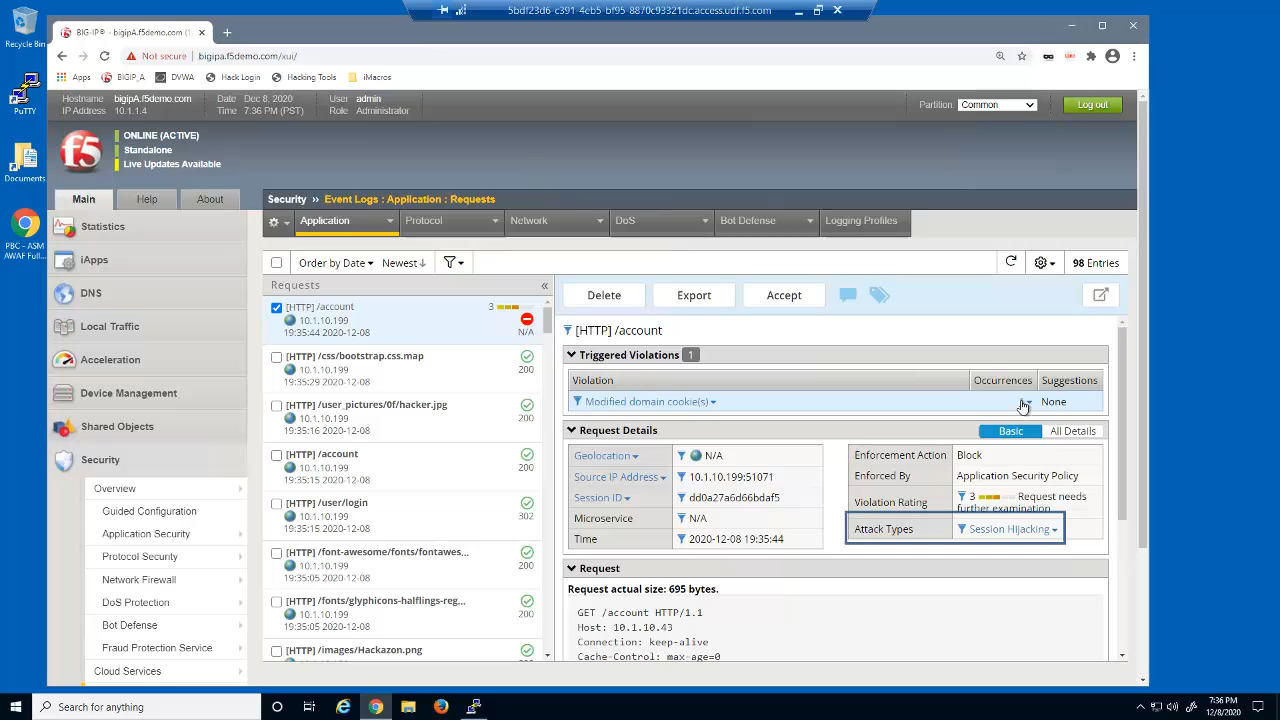 5bdf23d6-c391-4eb5-bf95-8870c93321dc.access.udf.f5.com
Recycle Bin
PuTTY
Documents
PBC - ASM
AWAF Full...
BIG-IP® - bigipA.f5demo.com (1
Not secure
bigipa.f5demo.com/xui/
Apps
BIGIP_A
DVWA
Hack Login
Hacking Tools
iMacros
Hostname bigipA.f5demo.com
IP Address 10.1.1.4
Date Dec 8, 2020
Time 7:36 PM (PST)
User admin
Role Administrator
Partition: Common
Log out
f5
ONLINE (ACTIVE)
Standalone
Live Updates Available
Main
Help
About
Security » Event Logs : Application : Requests
Application
Protocol
Network
DoS
Bot Defense
Logging Profiles
Statistics
iApps
DNS
Local Traffic
Acceleration
Device Management
Shared Objects
Security
Overview
Guided Configuration
Application Security
Protocol Security
Network Firewall
DoS Protection
Bot Defense
Fraud Protection Service
Cloud Services
Order by Date
Newest
98 Entries
Requests
[HTTP] /account
3
10.1.10.199
19:35:44 2020-12-08
N/A
[HTTP] /css/bootstrap.css.map
10.1.10.199
19:35:29 2020-12-08
200
[HTTP] /user_pictures/0f/hacker.jpg
10.1.10.199
19:35:16 2020-12-08
200
[HTTP] /account
10.1.10.199
19:35:15 2020-12-08
200
[HTTP] /user/login
10.1.10.199
19:35:15 2020-12-08
302
[HTTP] /font-awesome/fonts/fontawes...
10.1.10.199
19:35:05 2020-12-08
200
[HTTP] /fonts/glyphicons-halflings-reg...
10.1.10.199
19:35:05 2020-12-08
200
[HTTP] /images/Hackazon.png
Delete
Export
Accept
[HTTP] /account
Triggered Violations 1
Violation
Occurrences
Suggestions
Modified domain cookie(s)
None
Request Details
Basic
All Details
Geolocation N/A
Source IP Address 10.1.10.199:51071
Session ID dd0a27a6d66bdaf5
Microservice N/A
Time 2020-12-08 19:35:44
Enforcement Action Block
Enforced By Application Security Policy
Violation Rating 3 Request needs
further examination
Attack Types Session Hijacking
Request
Request actual size: 695 bytes.
GET /account HTTP/1.1
Host: 10.1.10.43
Connection: keep-alive
Cache-Control: max-age=0
Search for anything
7:36 PM
12/8/2020